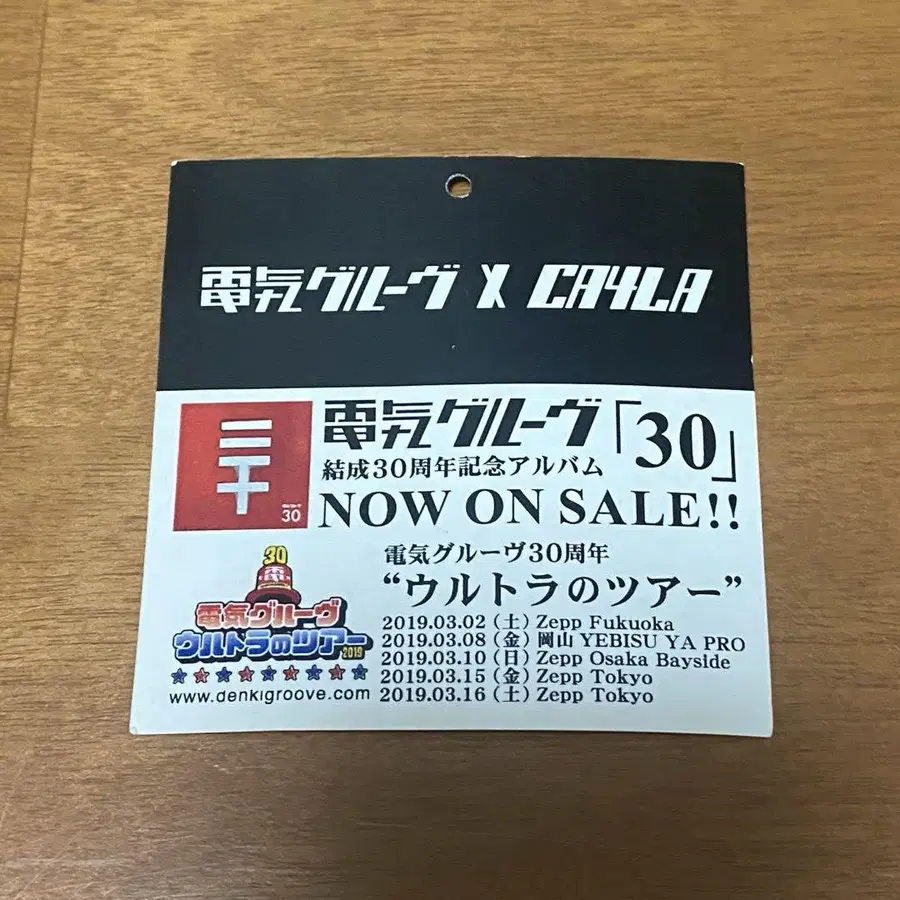 電気グルーヴ X CA4LA
三十
30
電気グルーヴ「30」
結成30周年記念アルバム
NOW ON SALE!!
30
電
電気グルーヴ
ウルトラのツアー
2019
www.denkigroove.com
電気グルーヴ30周年
“ウルトラのツアー”
2019.03.02（土）Zepp Fukuoka
2019.03.08（金）岡山 YEBISU YA PRO
2019.03.10（日）Zepp Osaka Bayside
2019.03.15（金）Zepp Tokyo
2019.03.16（土）Zepp Tokyo